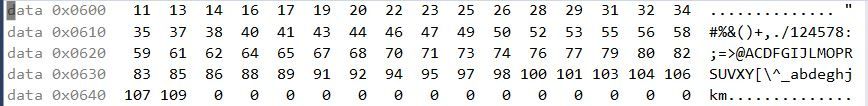 data 0x0600 11 13 14 16 17 19 20 22 23 25 26 28 29 31 32 34 .............. "
data 0x0610 35 37 38 40 41 43 44 46 47 49 50 52 53 55 56 58 #%&()+,./124578:
data 0x0620 59 61 62 64 65 67 68 70 71 73 74 76 77 79 80 82 ;=>@ACDFGIJLMOPR
data 0x0630 83 85 86 88 89 91 92 94 95 97 98 100 101 103 104 106 SUVXY[\^_abdeghj
data 0x0640 107 109 0 0 0 0 0 0 0 0 0 0 0 0 0 0 km..............